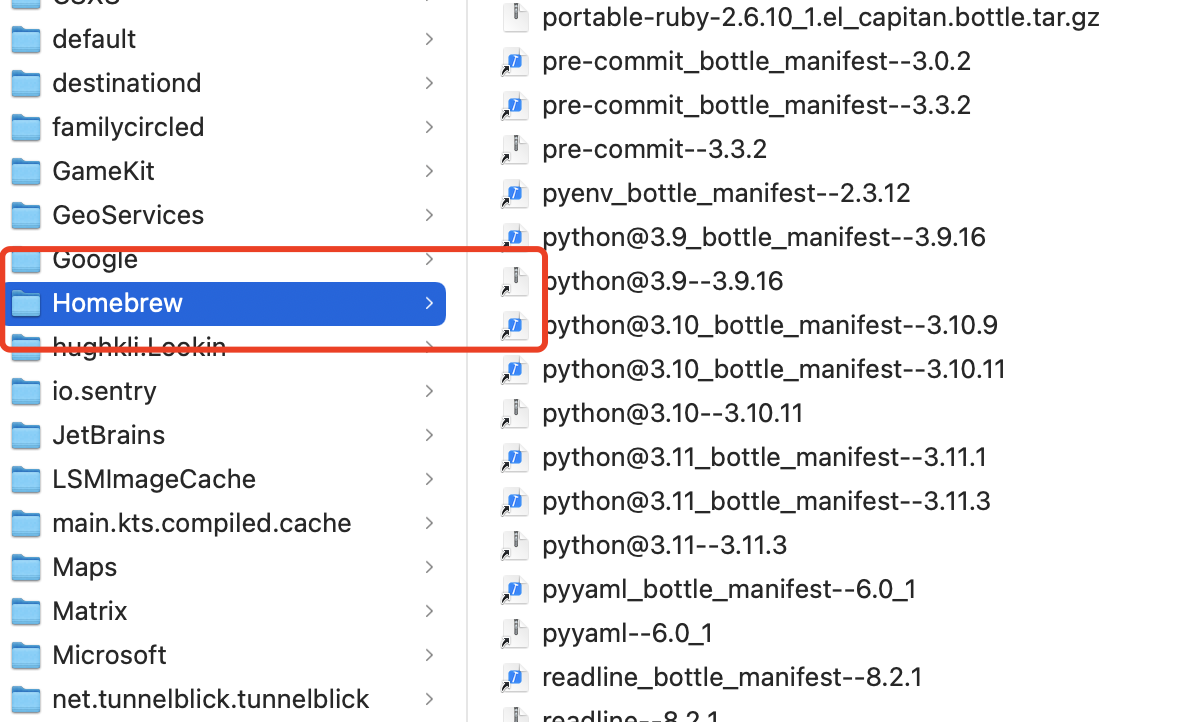 default
destinationd
familycircled
GameKit
GeoServices
Google
Homebrew
hughkli.Lookin
io.sentry
JetBrains
LSMImageCache
main.kts.compiled.cache
Maps
Matrix
Microsoft
net.tunnelblick.tunnelblick
portable-ruby-2.6.10_1.el_capitan.bottle.tar.gz
pre-commit_bottle_manifest--3.0.2
pre-commit_bottle_manifest--3.3.2
pre-commit--3.3.2
pyenv_bottle_manifest--2.3.12
python@3.9_bottle_manifest--3.9.16
python@3.9--3.9.16
python@3.10_bottle_manifest--3.10.9
python@3.10_bottle_manifest--3.10.11
python@3.10--3.10.11
python@3.11_bottle_manifest--3.11.1
python@3.11_bottle_manifest--3.11.3
python@3.11--3.11.3
pyyaml_bottle_manifest--6.0_1
pyyaml--6.0_1
readline_bottle_manifest--8.2.1
readline--8.2.1